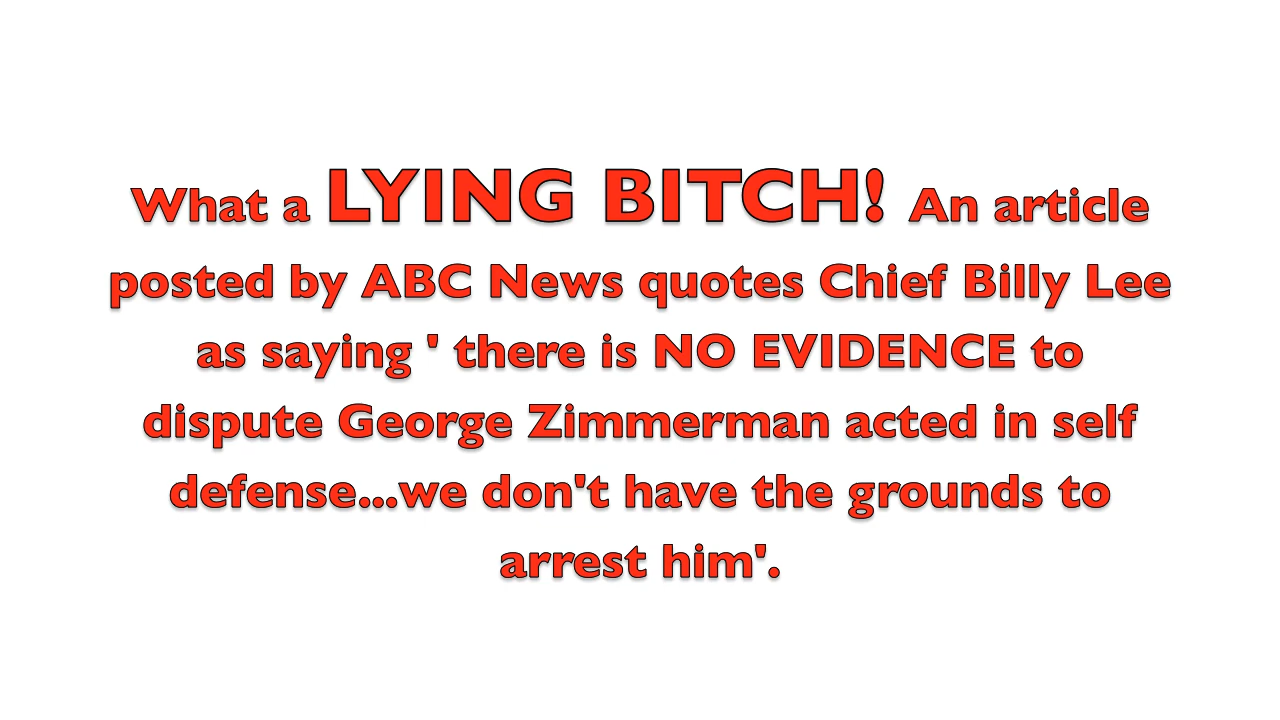 What a LYING BITCH! An article
posted by ABC News quotes Chief Billy Lee
as saying ' there is NO EVIDENCE to
dispute George Zimmerman acted in self
defense...we don't have the grounds to
arrest him'.